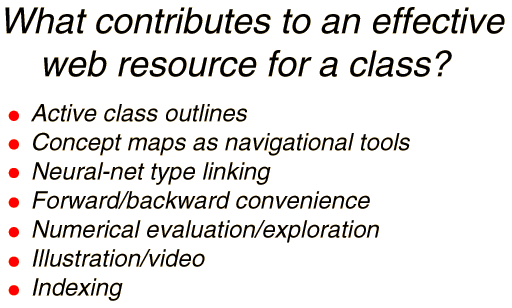 What contributes to an effective
web resource for a class?
Active class outlines
Concept maps as navigational tools
Neural-net type linking
Forward/backward convenience
Numerical evaluation/exploration
Illustration/video
Indexing